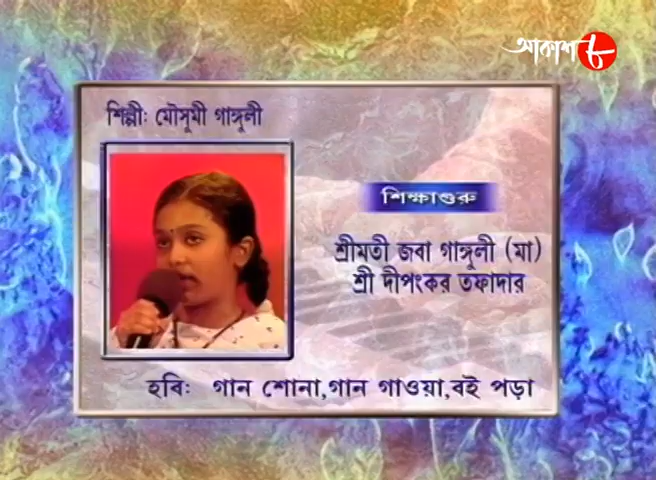 আকাশ ৮
শিল্পী: মৌসুমী গাঙ্গুলী
শিক্ষাগুরু
শ্রীমতী জবা গাঙ্গুলী (মা)
শ্রী দীপংকর তফাদার
হবি: গান শোনা,গান গাওয়া,বই পড়া